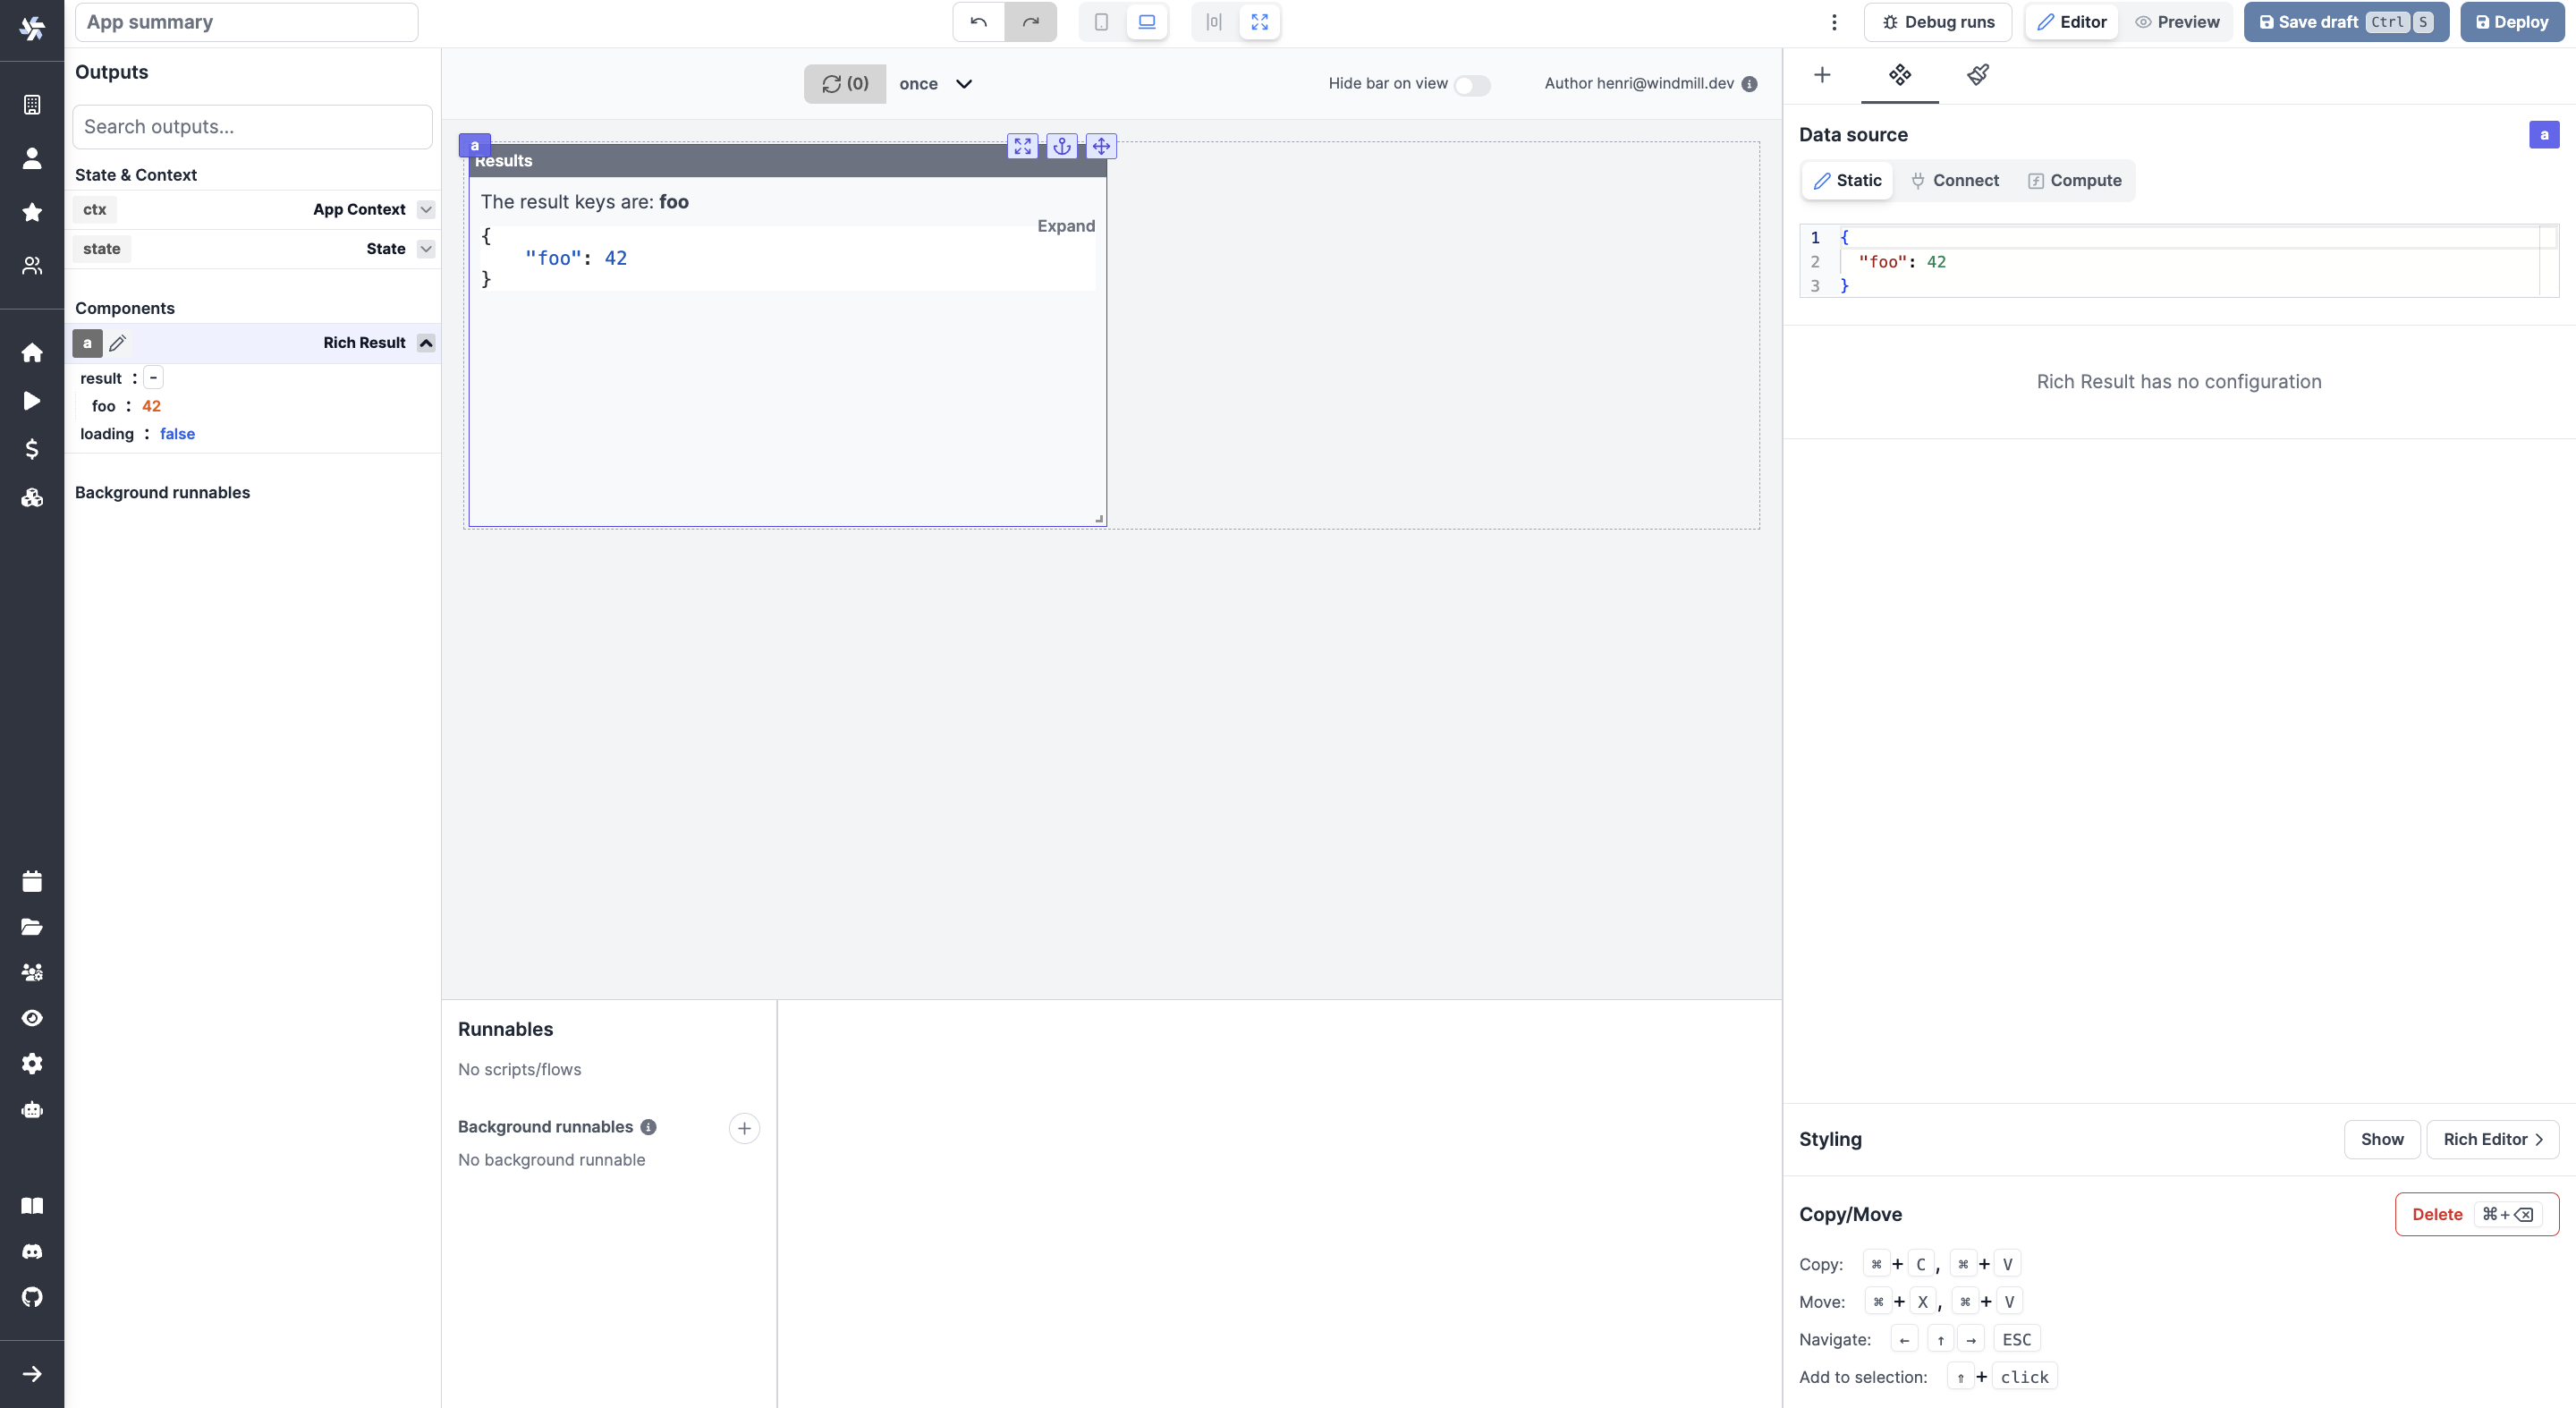 App summary
Debug runs
Editor
Preview
Save draft Ctrl S
Deploy
Outputs
Search outputs...
State & Context
ctx App Context
state State
Components
a Rich Result
result : -
foo : 42
loading : false
Background runnables
(0) once
Hide bar on view
Author henri@windmill.dev
a
Results
The result keys are: foo
Expand
{
"foo": 42
}
Runnables
No scripts/flows
Background runnables
No background runnable
Data source a
Static Connect Compute
1 {
2 "foo": 42
3 }
Rich Result has no configuration
Styling Show Rich Editor
Copy/Move Delete ⌘+⌫
Copy: ⌘ + C, ⌘ + V
Move: ⌘ + X, ⌘ + V
Navigate: ← ↑ → ESC
Add to selection: ⇧ + click